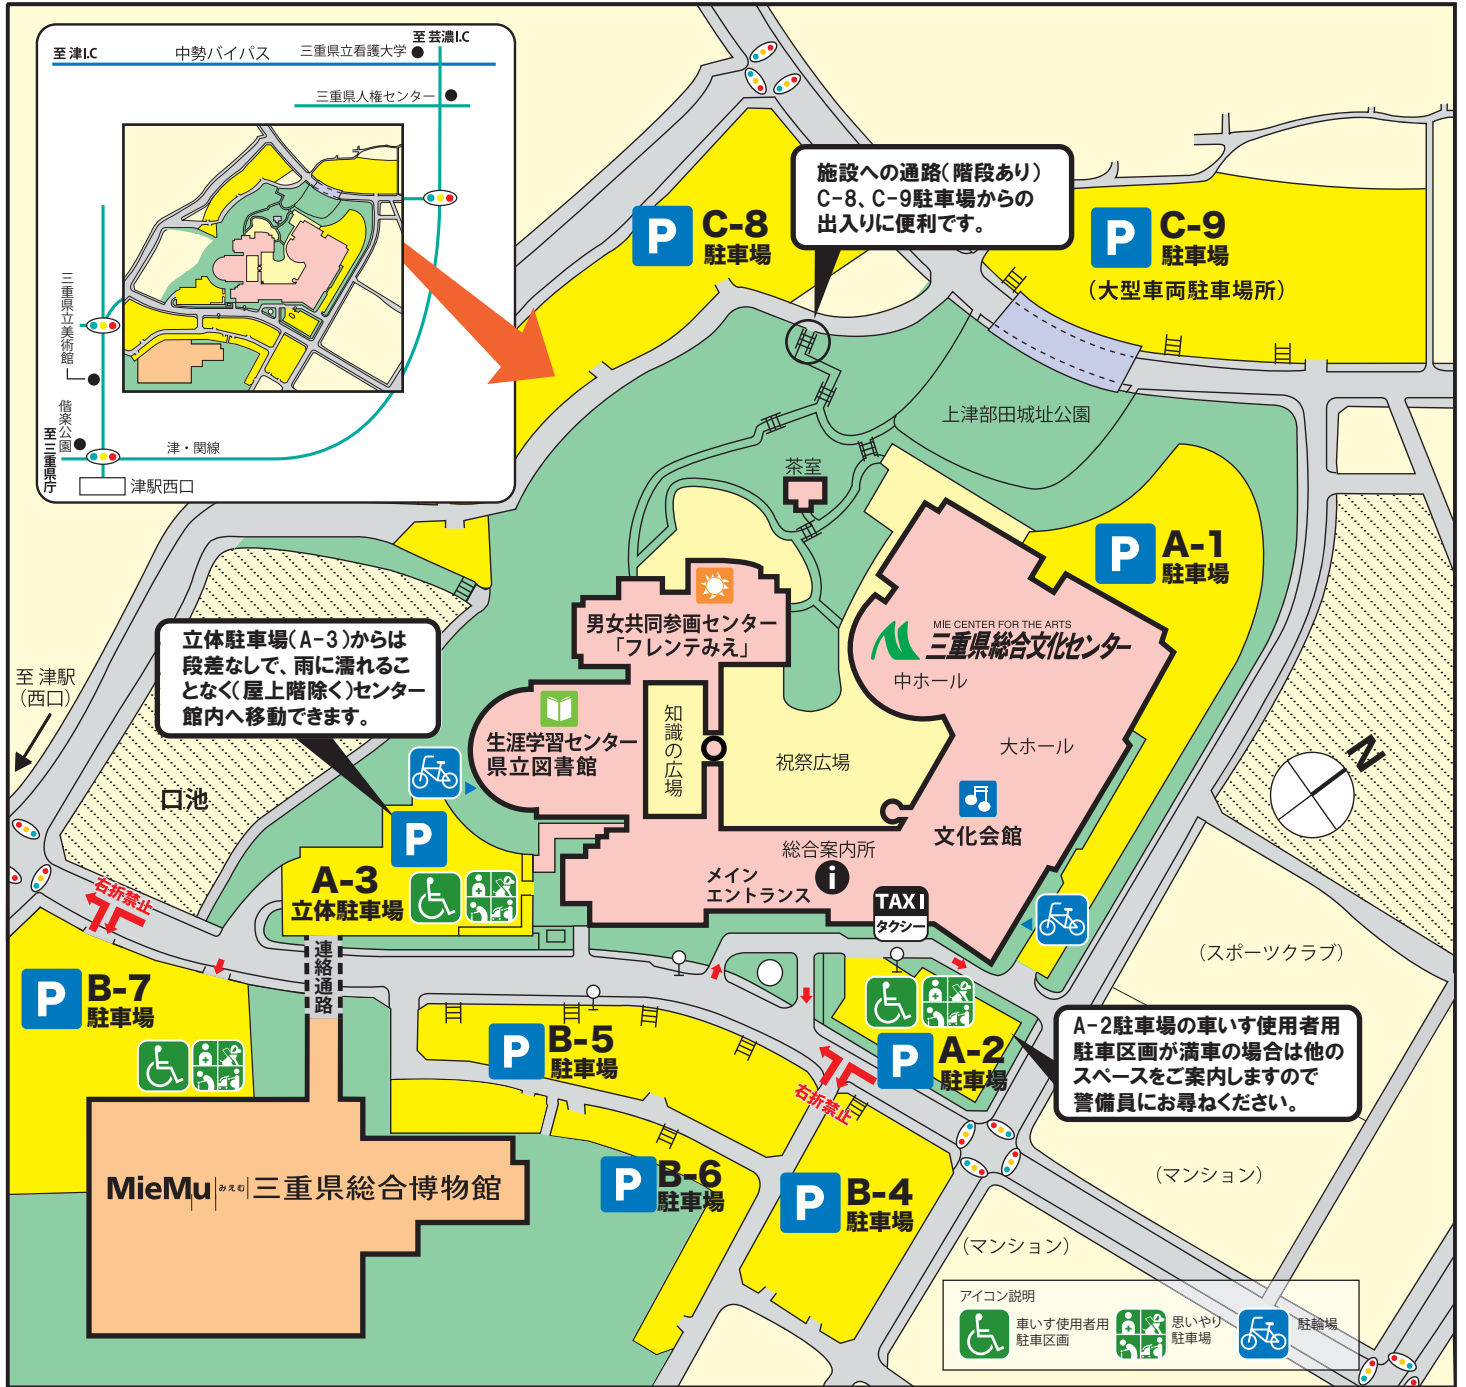 至 津I.C
中勢バイパス
三重県立看護大学
至 芸濃I.C
三重県人権センター
三重県立美術館
偕楽公園
至 三重県庁
津・関線
津駅西口
施設への通路(階段あり)
C-8、C-9駐車場からの
出入りに便利です。
P
C-8
駐車場
P
C-9
駐車場
(大型車両駐車場所)
上津部田城址公園
茶室
P
A-1
駐車場
男女共同参画センター
「フレンテみえ」
MIE CENTER FOR THE ARTS
三重県総合文化センター
中ホール
大ホール
立体駐車場(A-3)からは
段差なしで、雨に濡れるこ
となく(屋上階除く)センター
館内へ移動できます。
至 津駅
(西口)
生涯学習センター
県立図書館
知識の広場
祝祭広場
N
口池
文化会館
総合案内所
i
メイン
エントランス
TAXI
タクシー
P
A-3
立体駐車場
右折禁止
連絡通路
P
B-7
駐車場
(スポーツクラブ)
P
B-5
駐車場
P
A-2
駐車場
右折禁止
A-2駐車場の車いす使用者用
駐車区画が満車の場合は他の
スペースをご案内しますので
警備員にお尋ねください。
MieMu みえむ 三重県総合博物館
P
B-6
駐車場
P
B-4
駐車場
(マンション)
(マンション)
アイコン説明
車いす使用者用
駐車区画
思いやり
駐車場
駐輪場